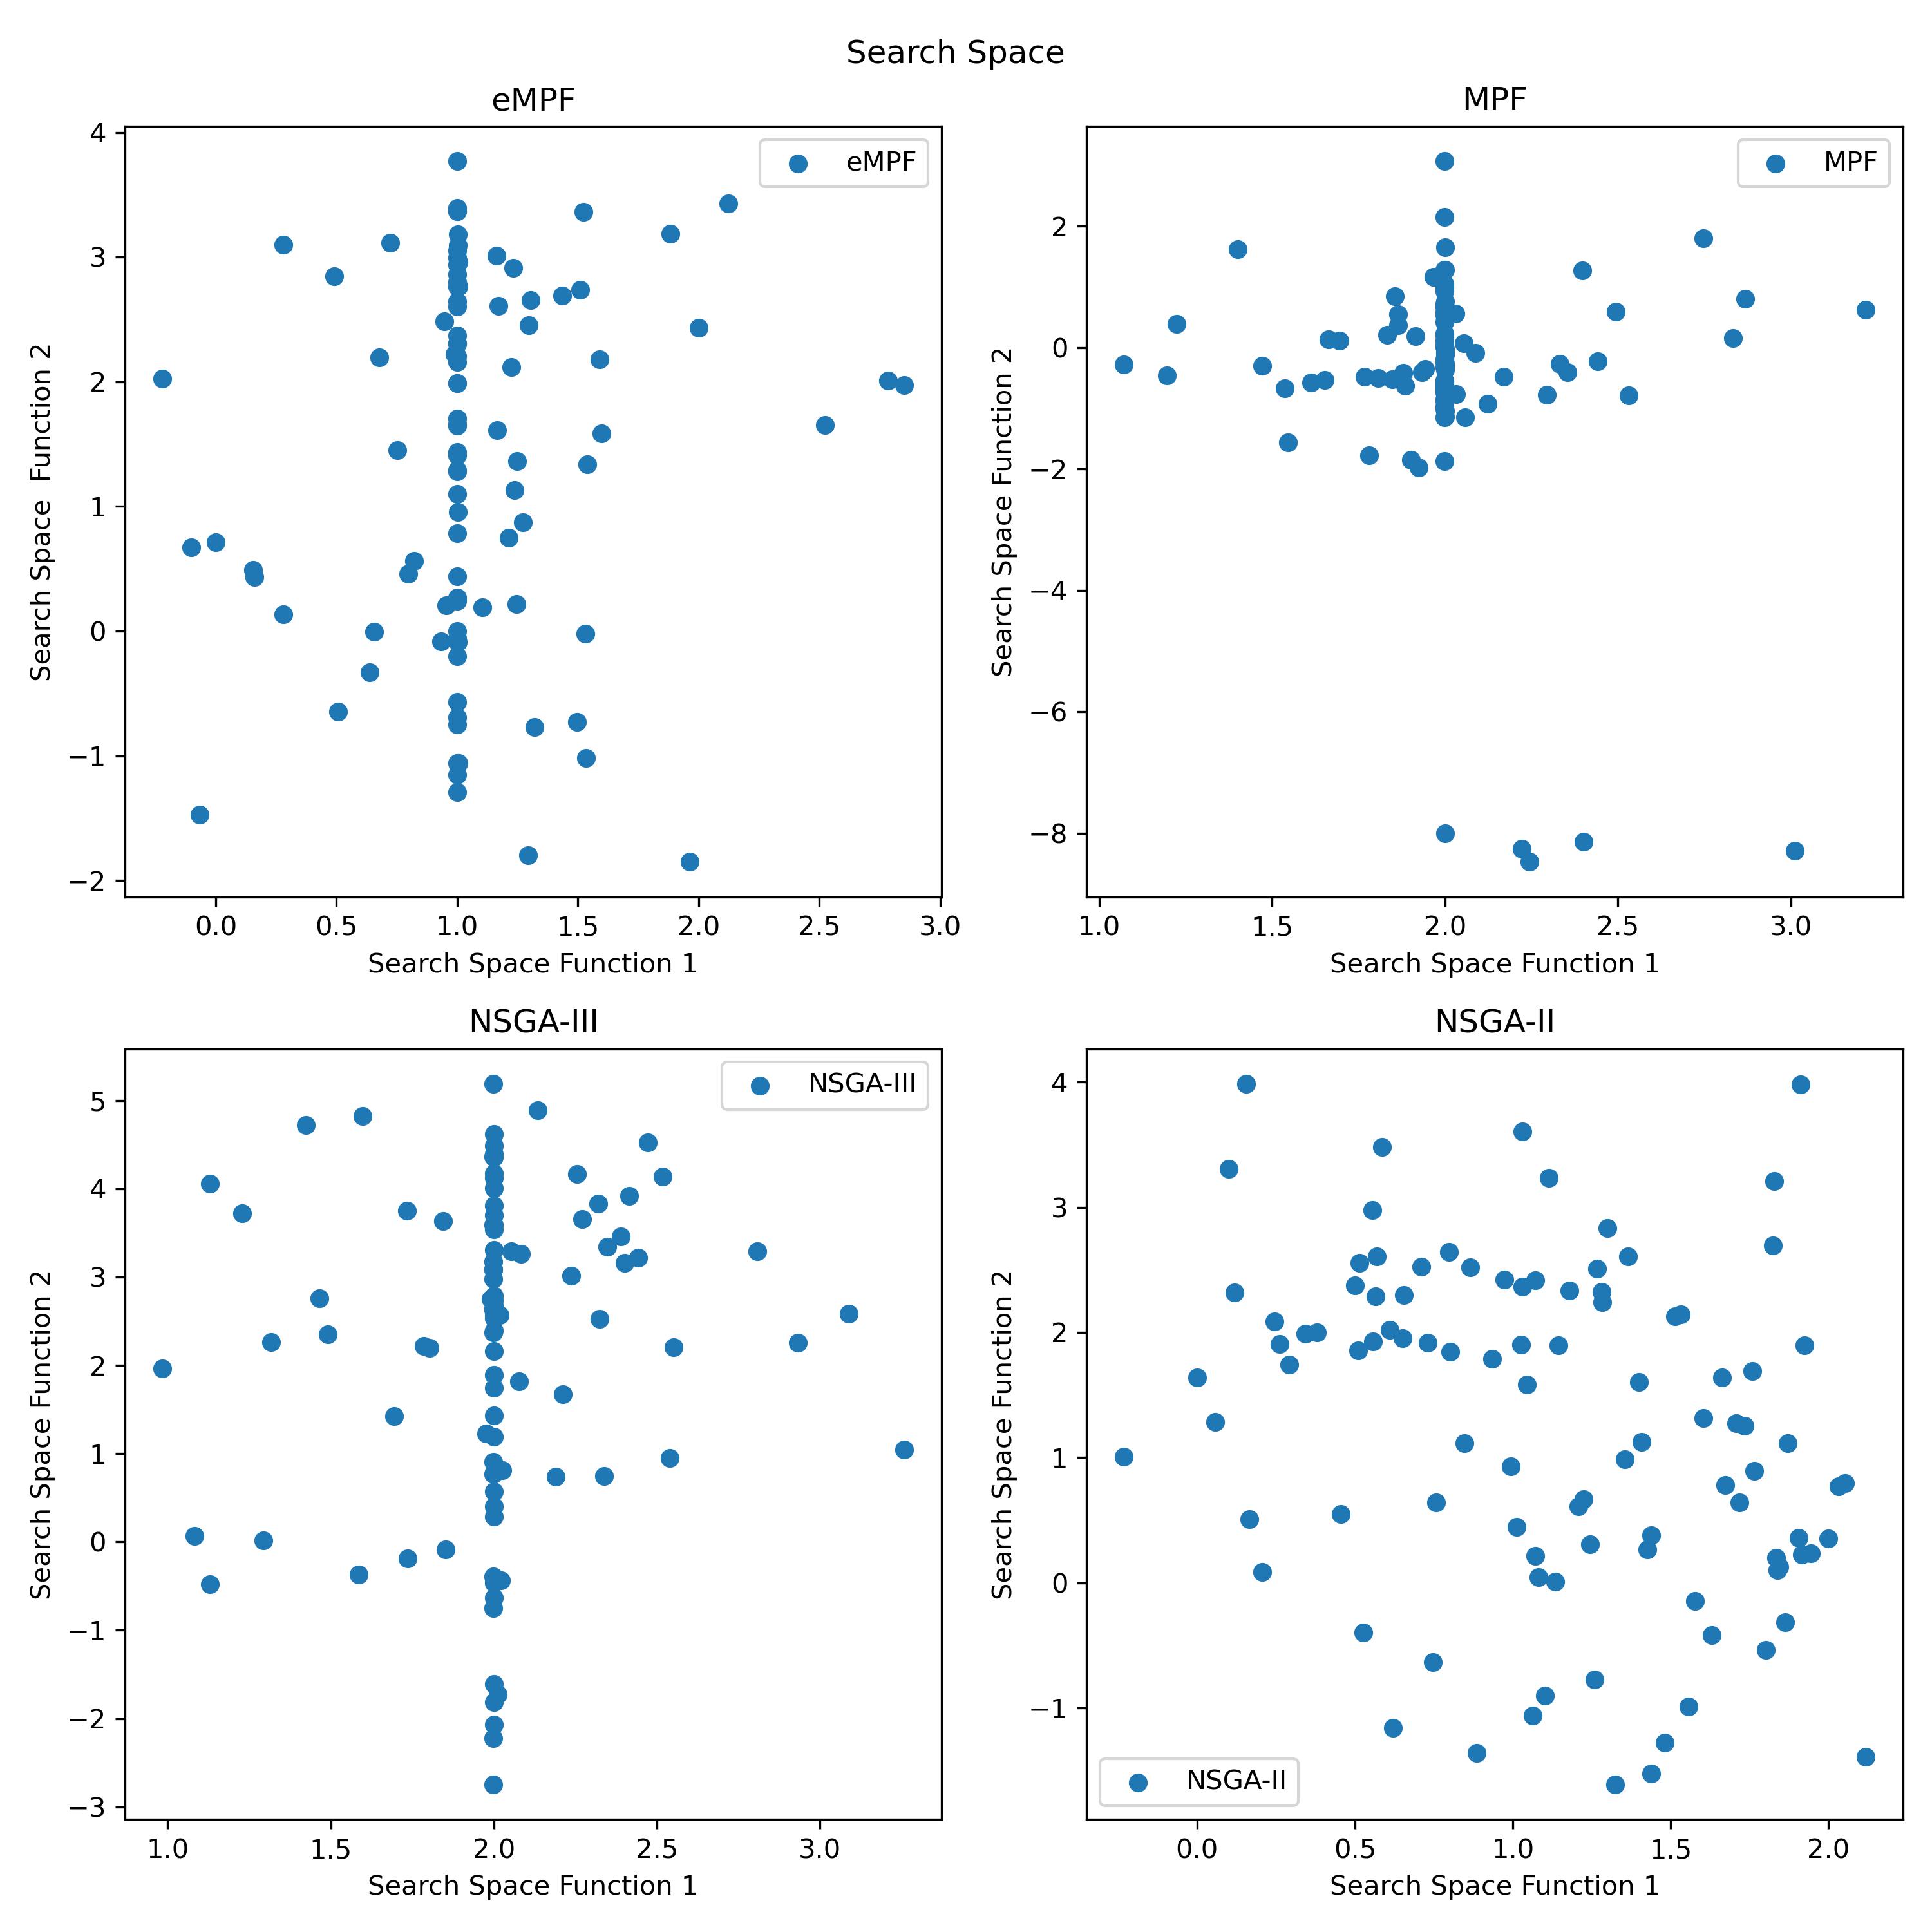 Search Space
eMPF
MPF
4
3
2
1
0
−1
−2
Search Space  Function 2
eMPF
0.0 0.5 1.0 1.5 2.0 2.5 3.0
Search Space Function 1
2
0
−2
−4
−6
−8
Search Space Function 2
MPF
1.0 1.5 2.0 2.5 3.0
Search Space Function 1
NSGA-III
NSGA-II
5
4
3
2
1
0
−1
−2
−3
Search Space Function 2
NSGA-III
1.0 1.5 2.0 2.5 3.0
Search Space Function 1
4
3
2
1
0
−1
Search Space Function 2
NSGA-II
0.0 0.5 1.0 1.5 2.0
Search Space Function 1